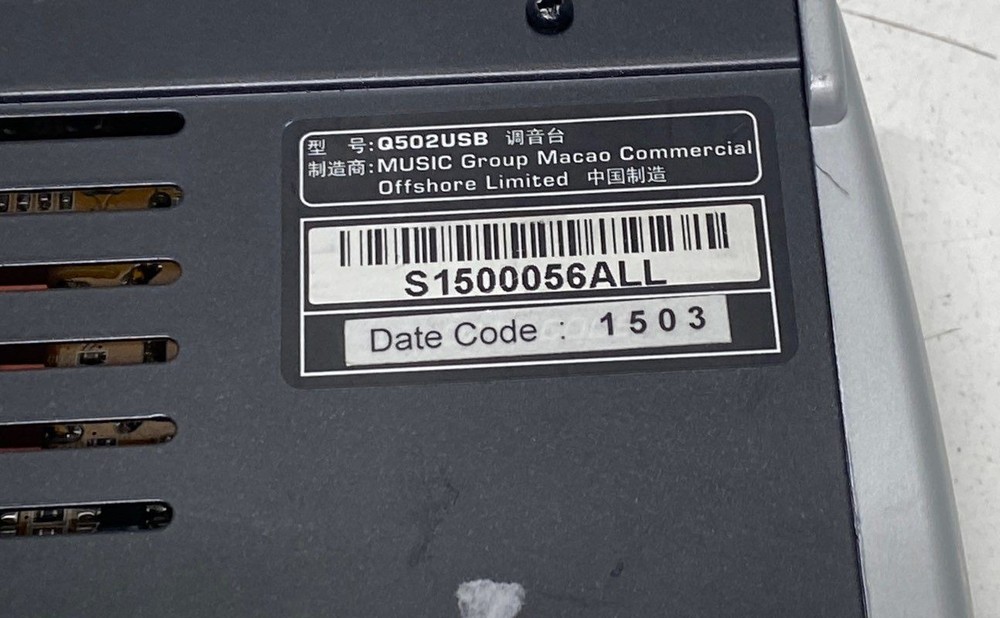 型 号:Q502USB 调音台
制造商:MUSIC Group Macao Commercial
Offshore Limited 中国制造
S1500056ALL
Date Code : 1503